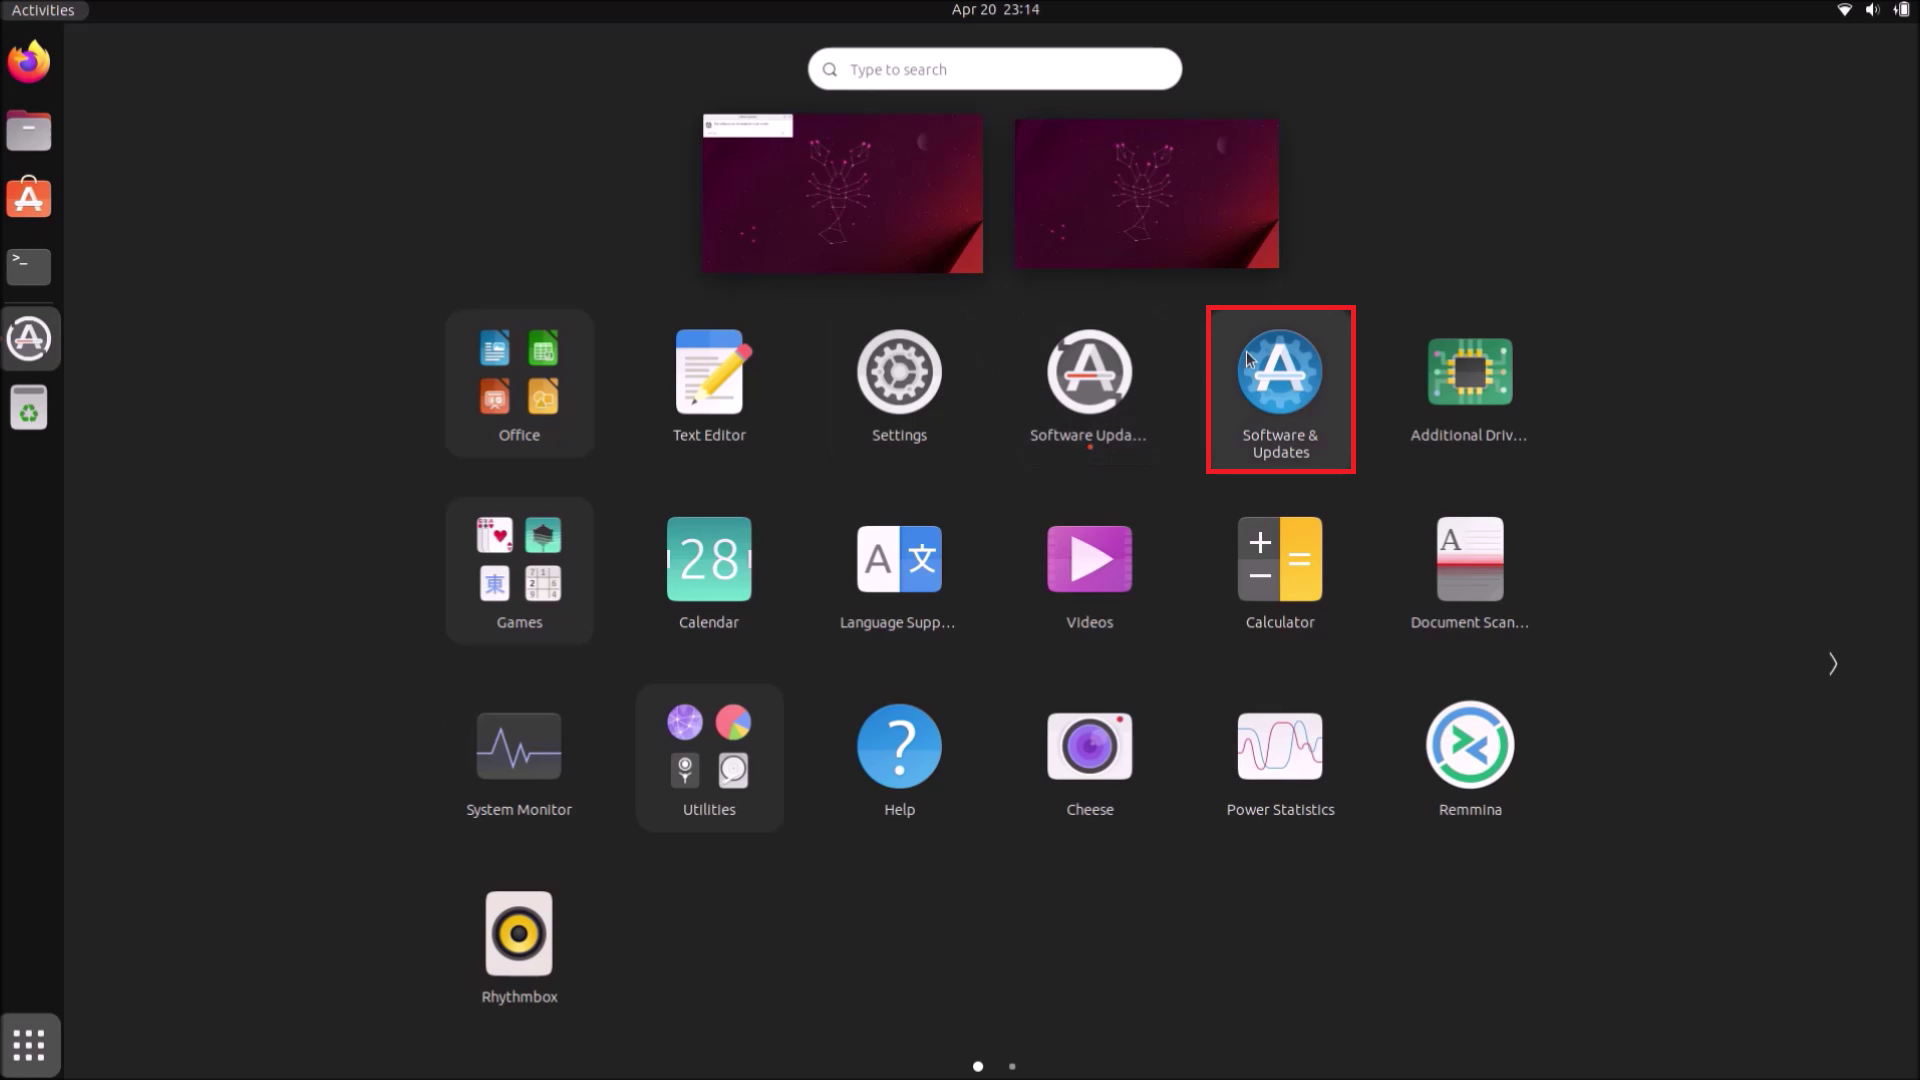 Activities
Apr 20 23:14
Type to search
Office
Text Editor
Settings
Software Upda...
Software &
Updates
Additional Driv...
Games
28
Calendar
Language Supp...
Videos
Calculator
Document Scan...
System Monitor
Utilities
Help
Cheese
Power Statistics
Remmina
Rhythmbox